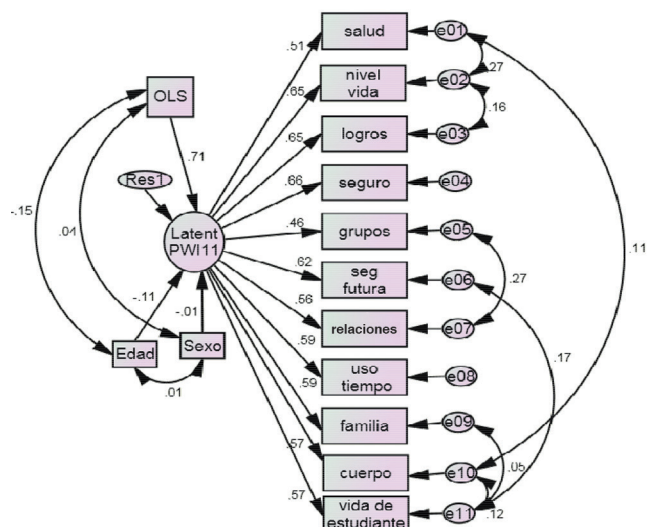 salud
e01
.51
.27
OLS
nivel
vida
e02
.65
.16
logros
e03
.65
.71
seguro
e04
.66
Res1
-.15
.04
Latent
PWI11
grupos
e05
.46
.11
seg
futura
e06
.62
.27
-.11
-.01
relaciones
e07
.56
.17
Edad
Sexo
.59
uso
tiempo
e08
.01
.59
familia
e09
cuerpo
e10
.57
.05
vida de
estudiante
e11
.57
.12